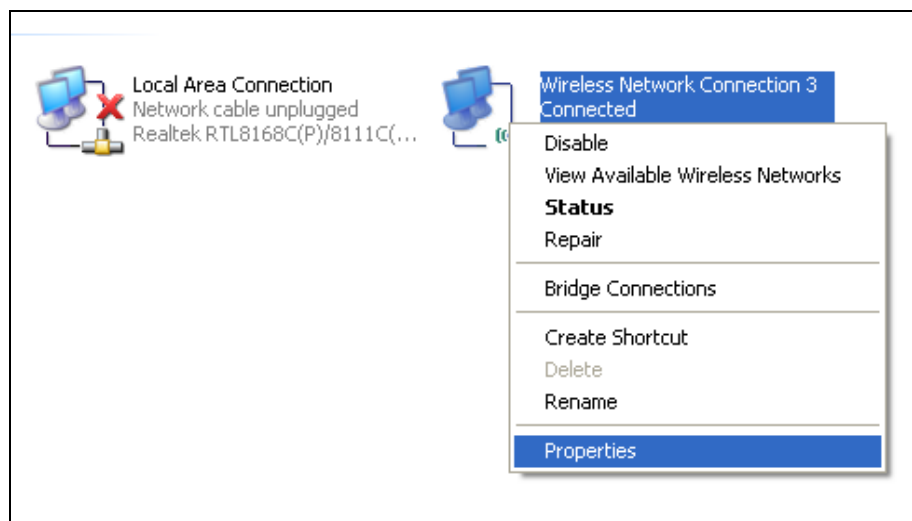 Local Area Connection
Network cable unplugged
Realtek RTL8168C(P)/8111C(...
Wireless Network Connection 3
Connected
Disable
View Available Wireless Networks
Status
Repair
Bridge Connections
Create Shortcut
Delete
Rename
Properties